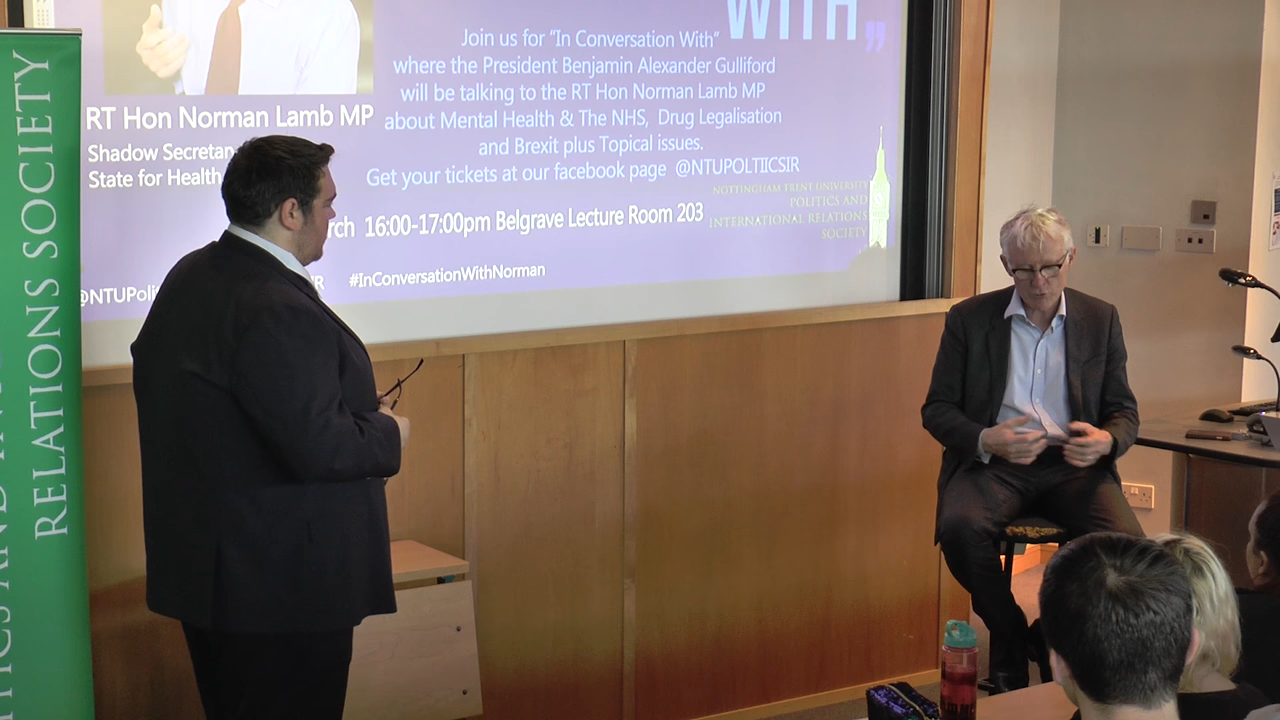 RELATIONS SOCIETY
WITH”
Join us for “In Conversation With”
where the President Benjamin Alexander Gulliford
will be talking to the RT Hon Norman Lamb MP
about Mental Health & The NHS, Drug Legalisation
and Brexit plus Topical issues.
Get your tickets at our facebook page @NTUPOLTIICSIR
RT Hon Norman Lamb MP
Shadow
State for Health
16:00-17:00pm Belgrave Lecture Room 203
#InConversationWithNorman
NOTTINGHAM TRENT UNIVERSITY
POLITICS AND
INTERNATIONAL RELATIONS
SOCIETY